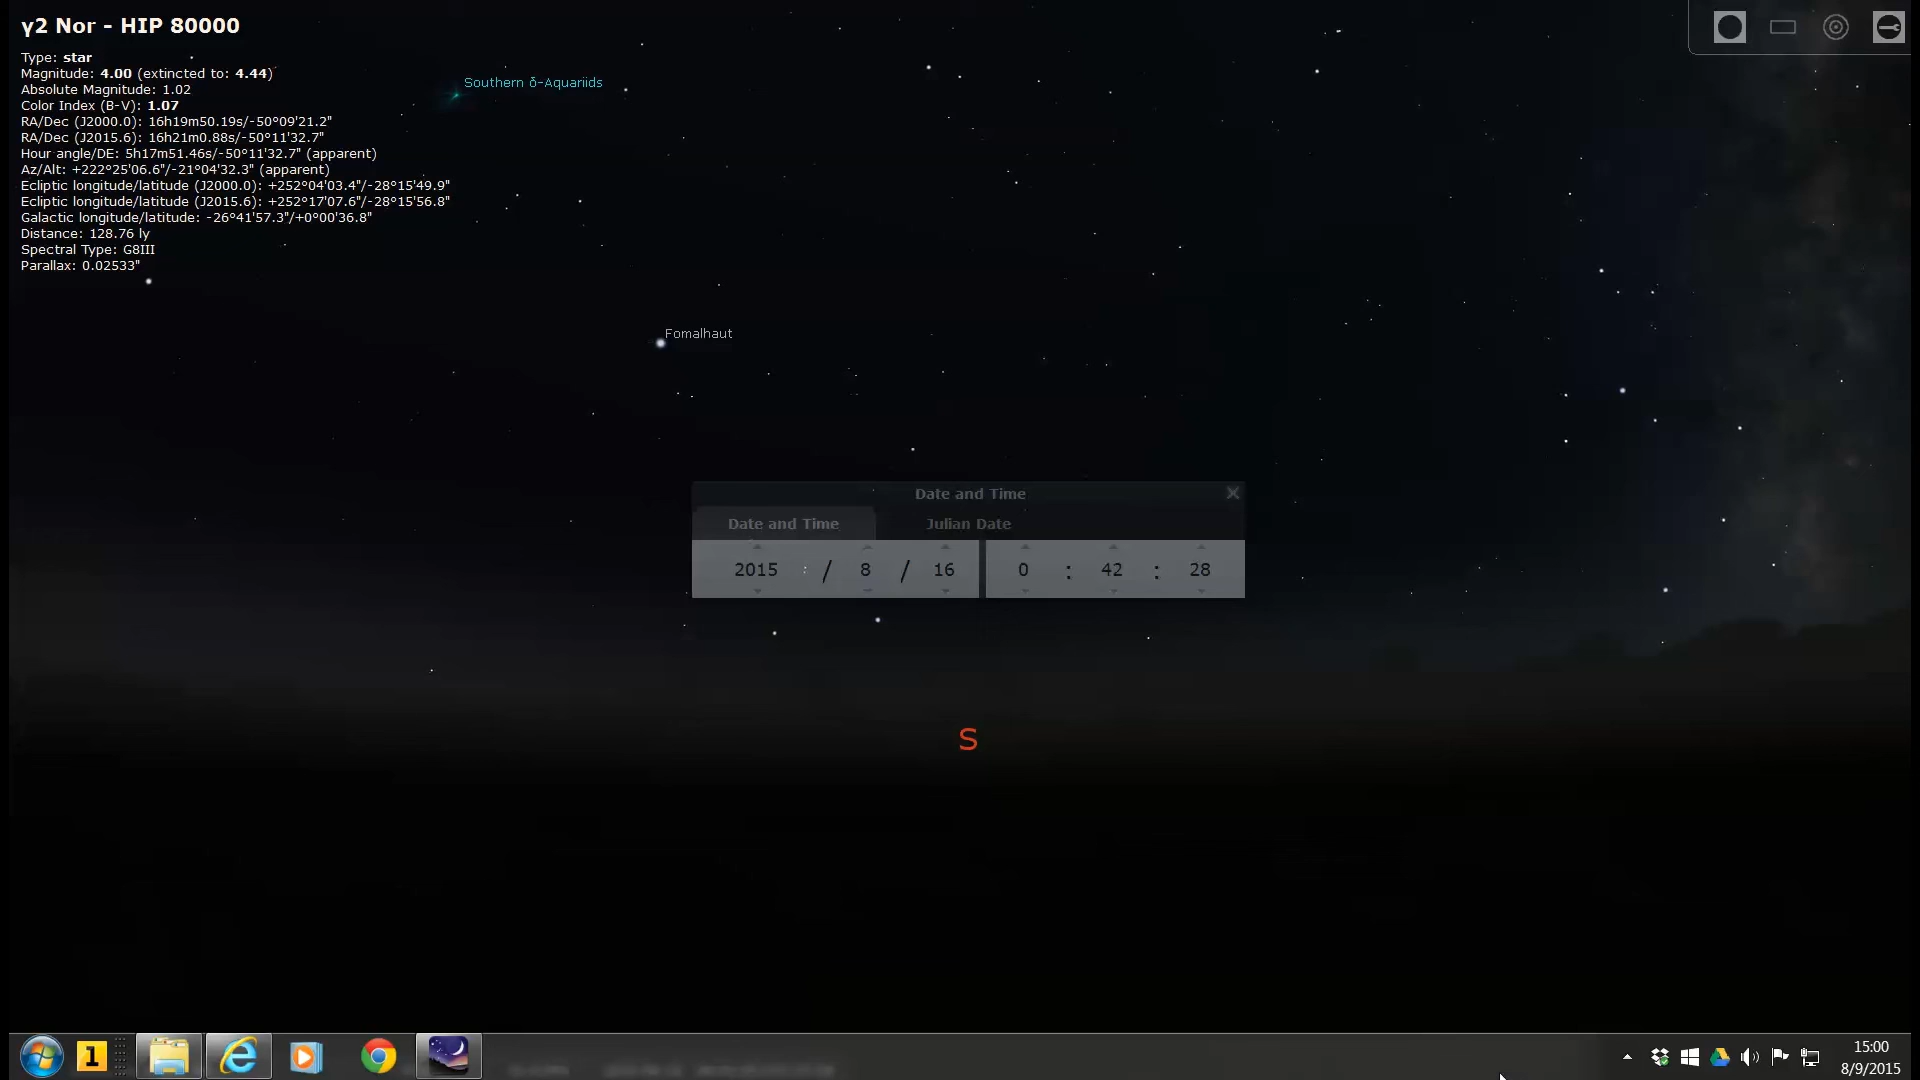 γ2 Nor - HIP 80000
Type: star
Magnitude: 4.00 (extincted to: 4.44)
Absolute Magnitude: 1.02
Color Index (B-V): 1.07
RA/Dec (J2000.0): 16h19m50.19s/-50°09'21.2"
RA/Dec (J2015.6): 16h21m0.88s/-50°11'32.7"
Hour angle/DE: 5h17m51.46s/-50°11'32.7" (apparent)
Az/Alt: +222°25'06.6"/-21°04'32.3" (apparent)
Ecliptic longitude/latitude (J2000.0): +252°04'03.4"/-28°15'49.9"
Ecliptic longitude/latitude (J2015.6): +252°17'07.6"/-28°15'56.8"
Galactic longitude/latitude: -26°41'57.3"/+0°00'36.8"
Distance: 128.76 ly
Spectral Type: G8III
Parallax: 0.02533"
Southern δ-Aquariids
Fomalhaut
Date and Time
Date and Time Julian Date
2015 / 8 / 16 0 : 42 : 28
S
1
15:00
8/9/2015